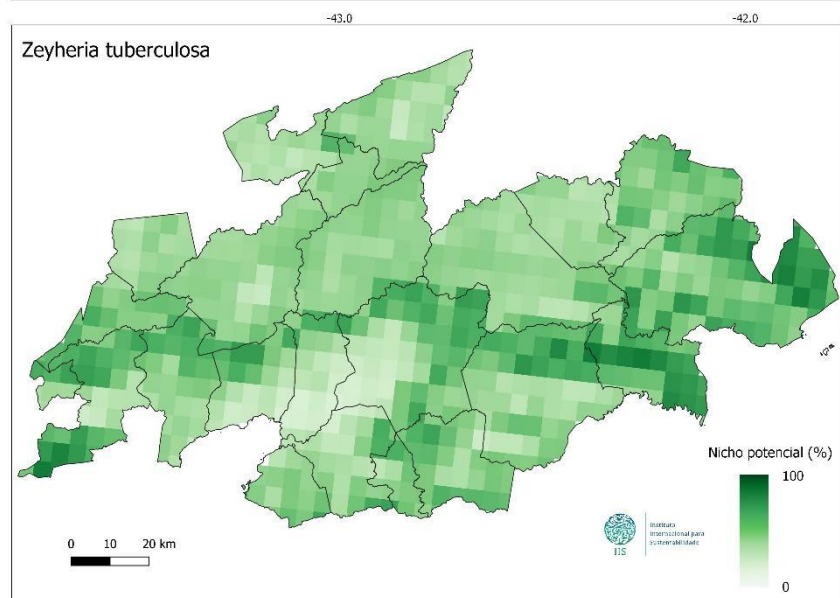 -43.0 -42.0
Zeyheria tuberculosa
Nicho potencial (%)
100
0
0 10 20 km
IIS
Instituto
Internacional para
Sustentabilidade